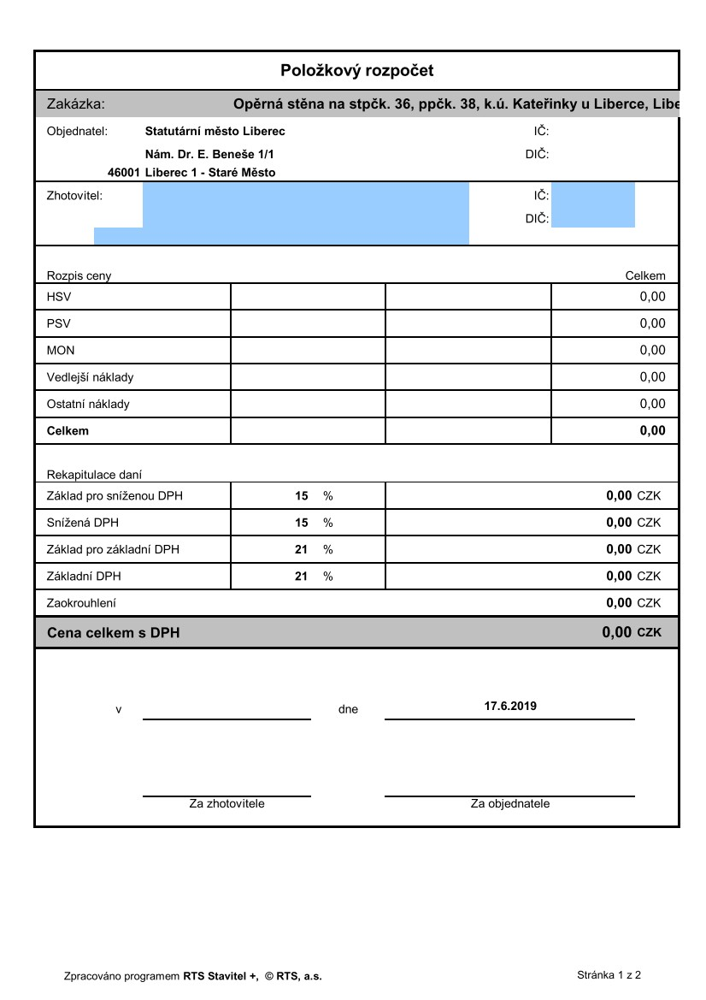 Položkový rozpočet
Zakázka: Opěrná stěna na stpčk. 36, ppčk. 38, k.ú. Kateřinky u Liberce, Libe
Objednatel: Statutární město Liberec IČ:
Nám. Dr. E. Beneše 1/1 DIČ:
46001 Liberec 1 - Staré Město
Zhotovitel: IČ:
DIČ:
Rozpis ceny Celkem
HSV 0,00
PSV 0,00
MON 0,00
Vedlejší náklady 0,00
Ostatní náklady 0,00
Celkem 0,00
Rekapitulace daní
Základ pro sníženou DPH 15 % 0,00 CZK
Snížená DPH 15 % 0,00 CZK
Základ pro základní DPH 21 % 0,00 CZK
Základní DPH 21 % 0,00 CZK
Zaokrouhlení 0,00 CZK
Cena celkem s DPH 0,00 CZK
v dne 17.6.2019
Za zhotovitele Za objednatele
Zpracováno programem RTS Stavitel +, © RTS, a.s. Stránka 1 z 2